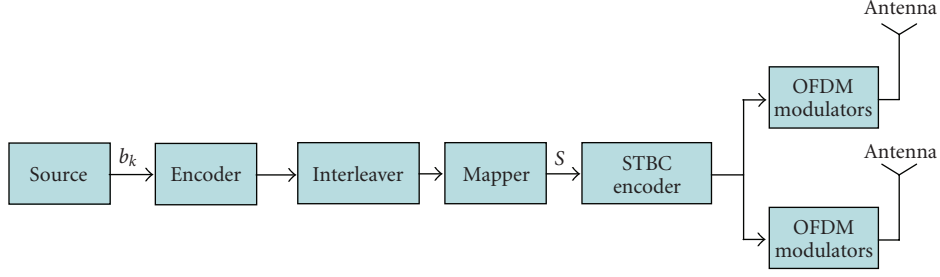 Antenna
OFDM
modulators
Antenna
Source
b_k
Encoder
Interleaver
Mapper
S
STBC
encoder
OFDM
modulators